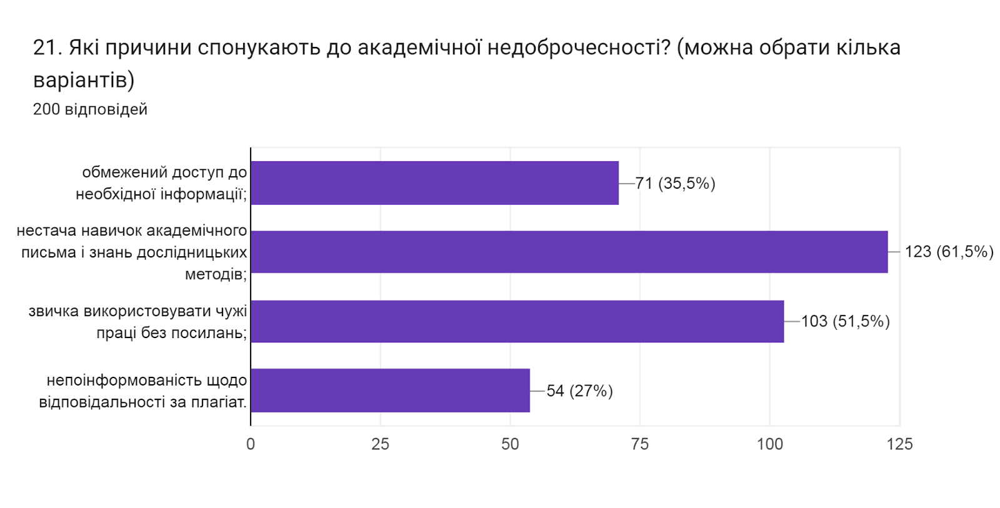 21. Які причини спонукають до академічної недоброчесності? (можна обрати кілька
варіантів)
200 відповідей
обмежений доступ до
необхідної інформації;
71 (35,5%)
нестача навичок академічного
письма і знань дослідницьких
методів;
123 (61,5%)
звичка використовувати чужі
праці без посилань;
103 (51,5%)
непоінформованість щодо
відповідальності за плагіат.
54 (27%)
0 25 50 75 100 125